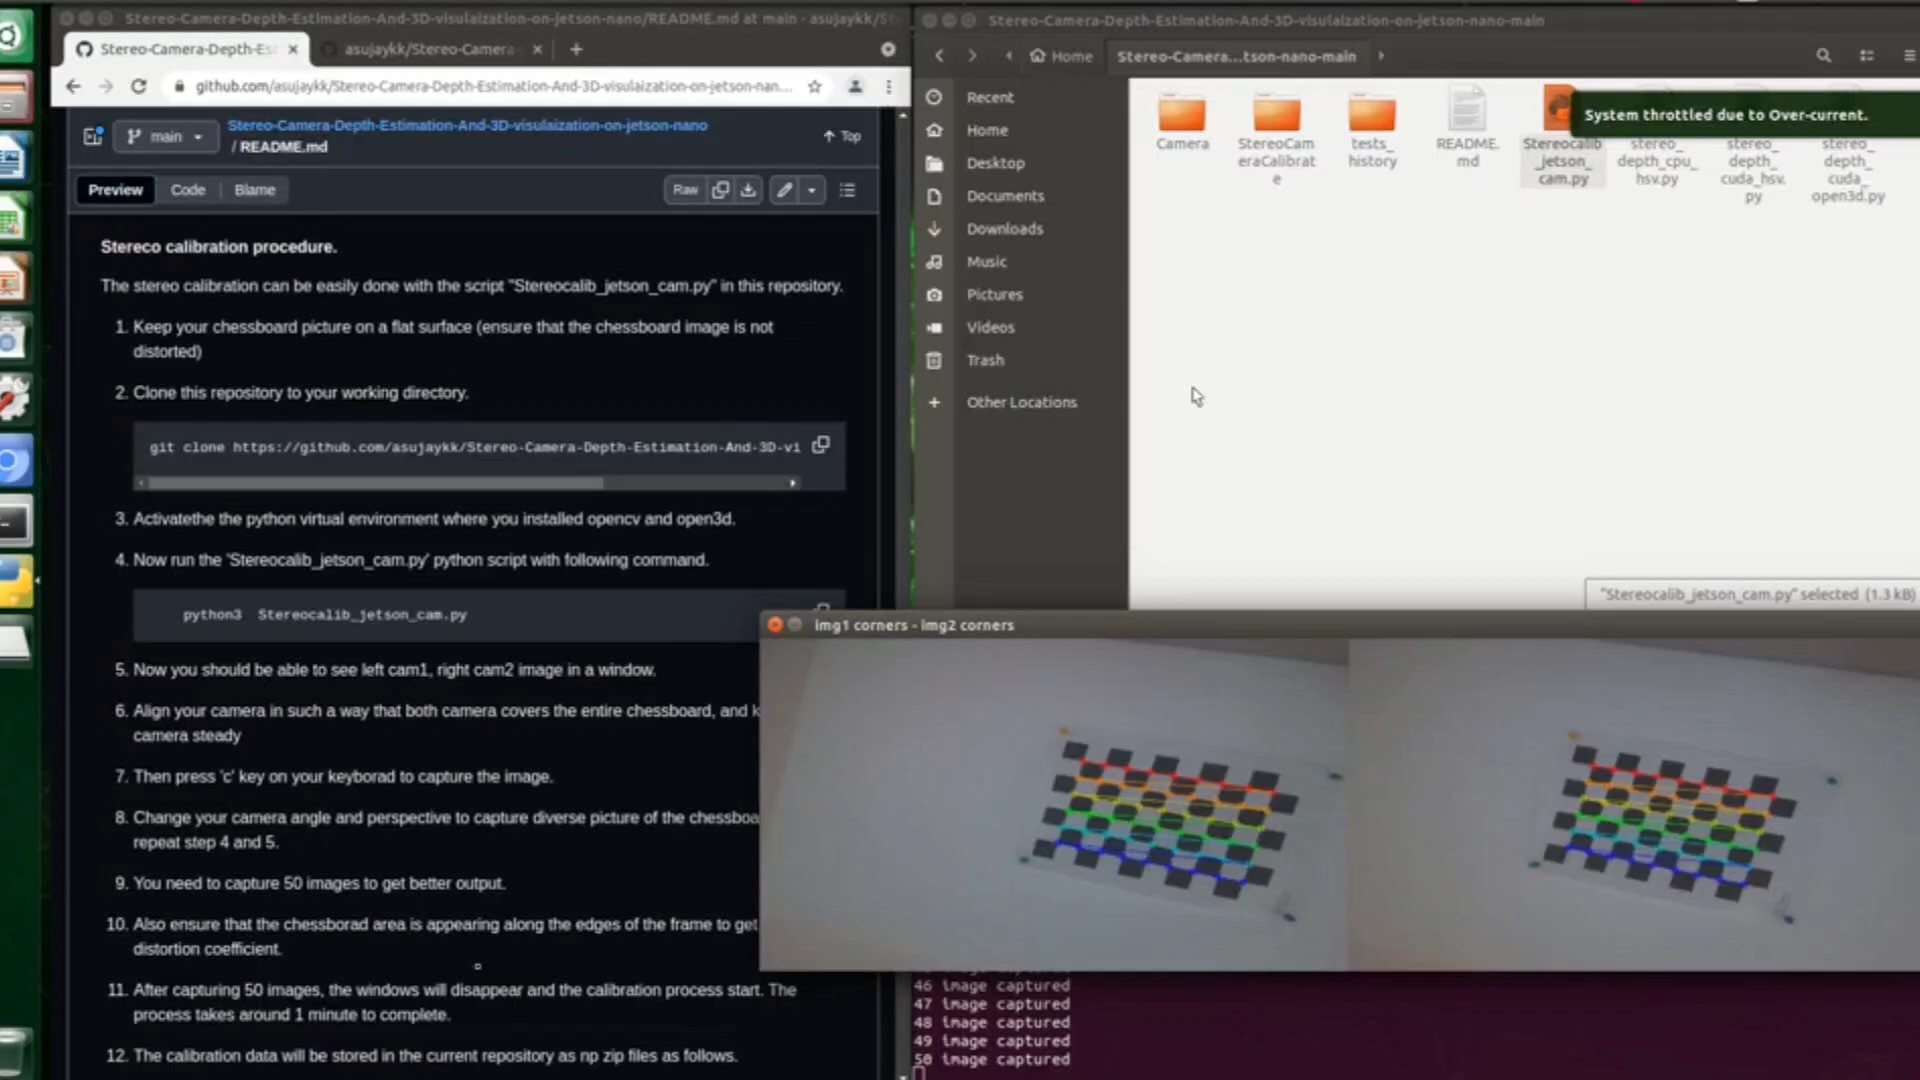 Stereo-Camera-Depth-Estimation-And-3D-visulaization-on-jetson-nano/README.md at main · asujaykk/S
Stereo-Camera-Depth-Es
asujaykk/Stereo-Camera-
github.com/asujaykk/Stereo-Camera-Depth-Estimation-And-3D-visulaization-on-jetson-nan...
main
Stereo-Camera-Depth-Estimation-And-3D-visulaization-on-jetson-nano
/ README.md
Top
Preview
Code
Blame
Raw
Stereco calibration procedure.
The stereo calibration can be easily done with the script "Stereocalib_jetson_cam.py" in this repository.
1. Keep your chessboard picture on a flat surface (ensure that the chessboard image is not
distorted)
2. Clone this repository to your working directory.
git clone https://github.com/asujaykk/Stereo-Camera-Depth-Estimation-And-3D-vi
3. Activatethe the python virtual environment where you installed opencv and open3d.
4. Now run the 'Stereocalib_jetson_cam.py' python script with following command.
python3 Stereocalib_jetson_cam.py
5. Now you should be able to see left cam1, right cam2 image in a window.
6. Align your camera in such a way that both camera covers the entire chessboard, and k
camera steady
7. Then press 'c' key on your keyborad to capture the image.
8. Change your camera angle and perspective to capture diverse picture of the chessboa
repeat step 4 and 5.
9. You need to capture 50 images to get better output.
10. Also ensure that the chessborad area is appearing along the edges of the frame to get
distortion coefficient.
11. After capturing 50 images, the windows will disappear and the calibration process start. The
process takes around 1 minute to complete.
12. The calibration data will be stored in the current repository as np zip files as follows.
Stereo-Camera-Depth-Estimation-And-3D-visulaization-on-jetson-nano-main
Home
Stereo-Camera...tson-nano-main
Recent
Home
Desktop
Documents
Downloads
Music
Pictures
Videos
Trash
Other Locations
Camera
StereoCam
eraCalibrat
e
tests_
history
README.
md
Stereocalib
_jetson_
cam.py
stereo_
depth_cpu_
hsv.py
stereo_
depth_
cuda_hsv.
py
stereo_
depth_
cuda_
open3d.py
System throttled due to Over-current.
"Stereocalib_jetson_cam.py" selected (1.3 kB)
img1 corners - img2 corners
46 image captured
47 image captured
48 image captured
49 image captured
50 image captured